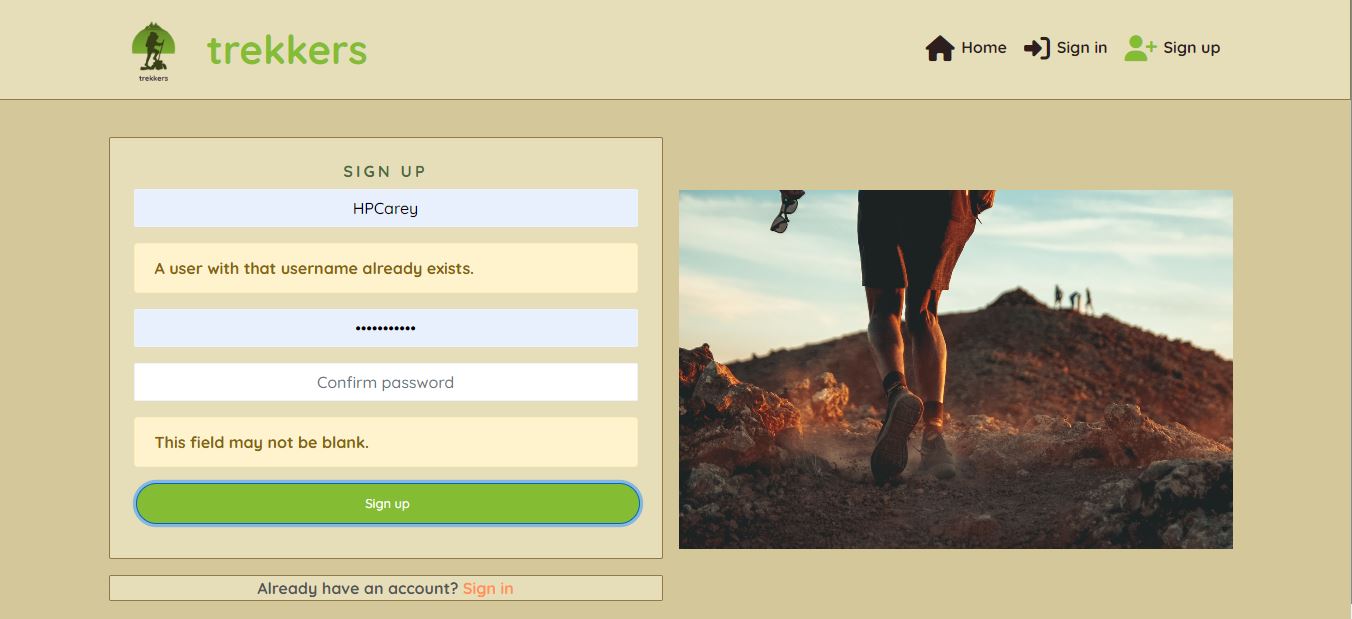 trekkers
trekkers
Home
Sign in
Sign up
SIGN UP
HPCarey
A user with that username already exists.
•••••••••••
Confirm password
This field may not be blank.
Sign up
Already have an account? Sign in